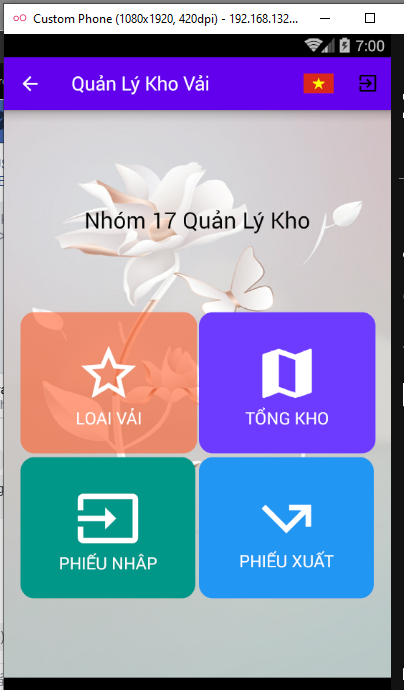 Custom Phone (1080x1920, 420dpi) - 192.168.132...
7:00
Quản Lý Kho Vải
Nhóm 17 Quản Lý Kho
LOẠI VẢI
TỔNG KHO
PHIẾU NHẬP
PHIẾU XUẤT